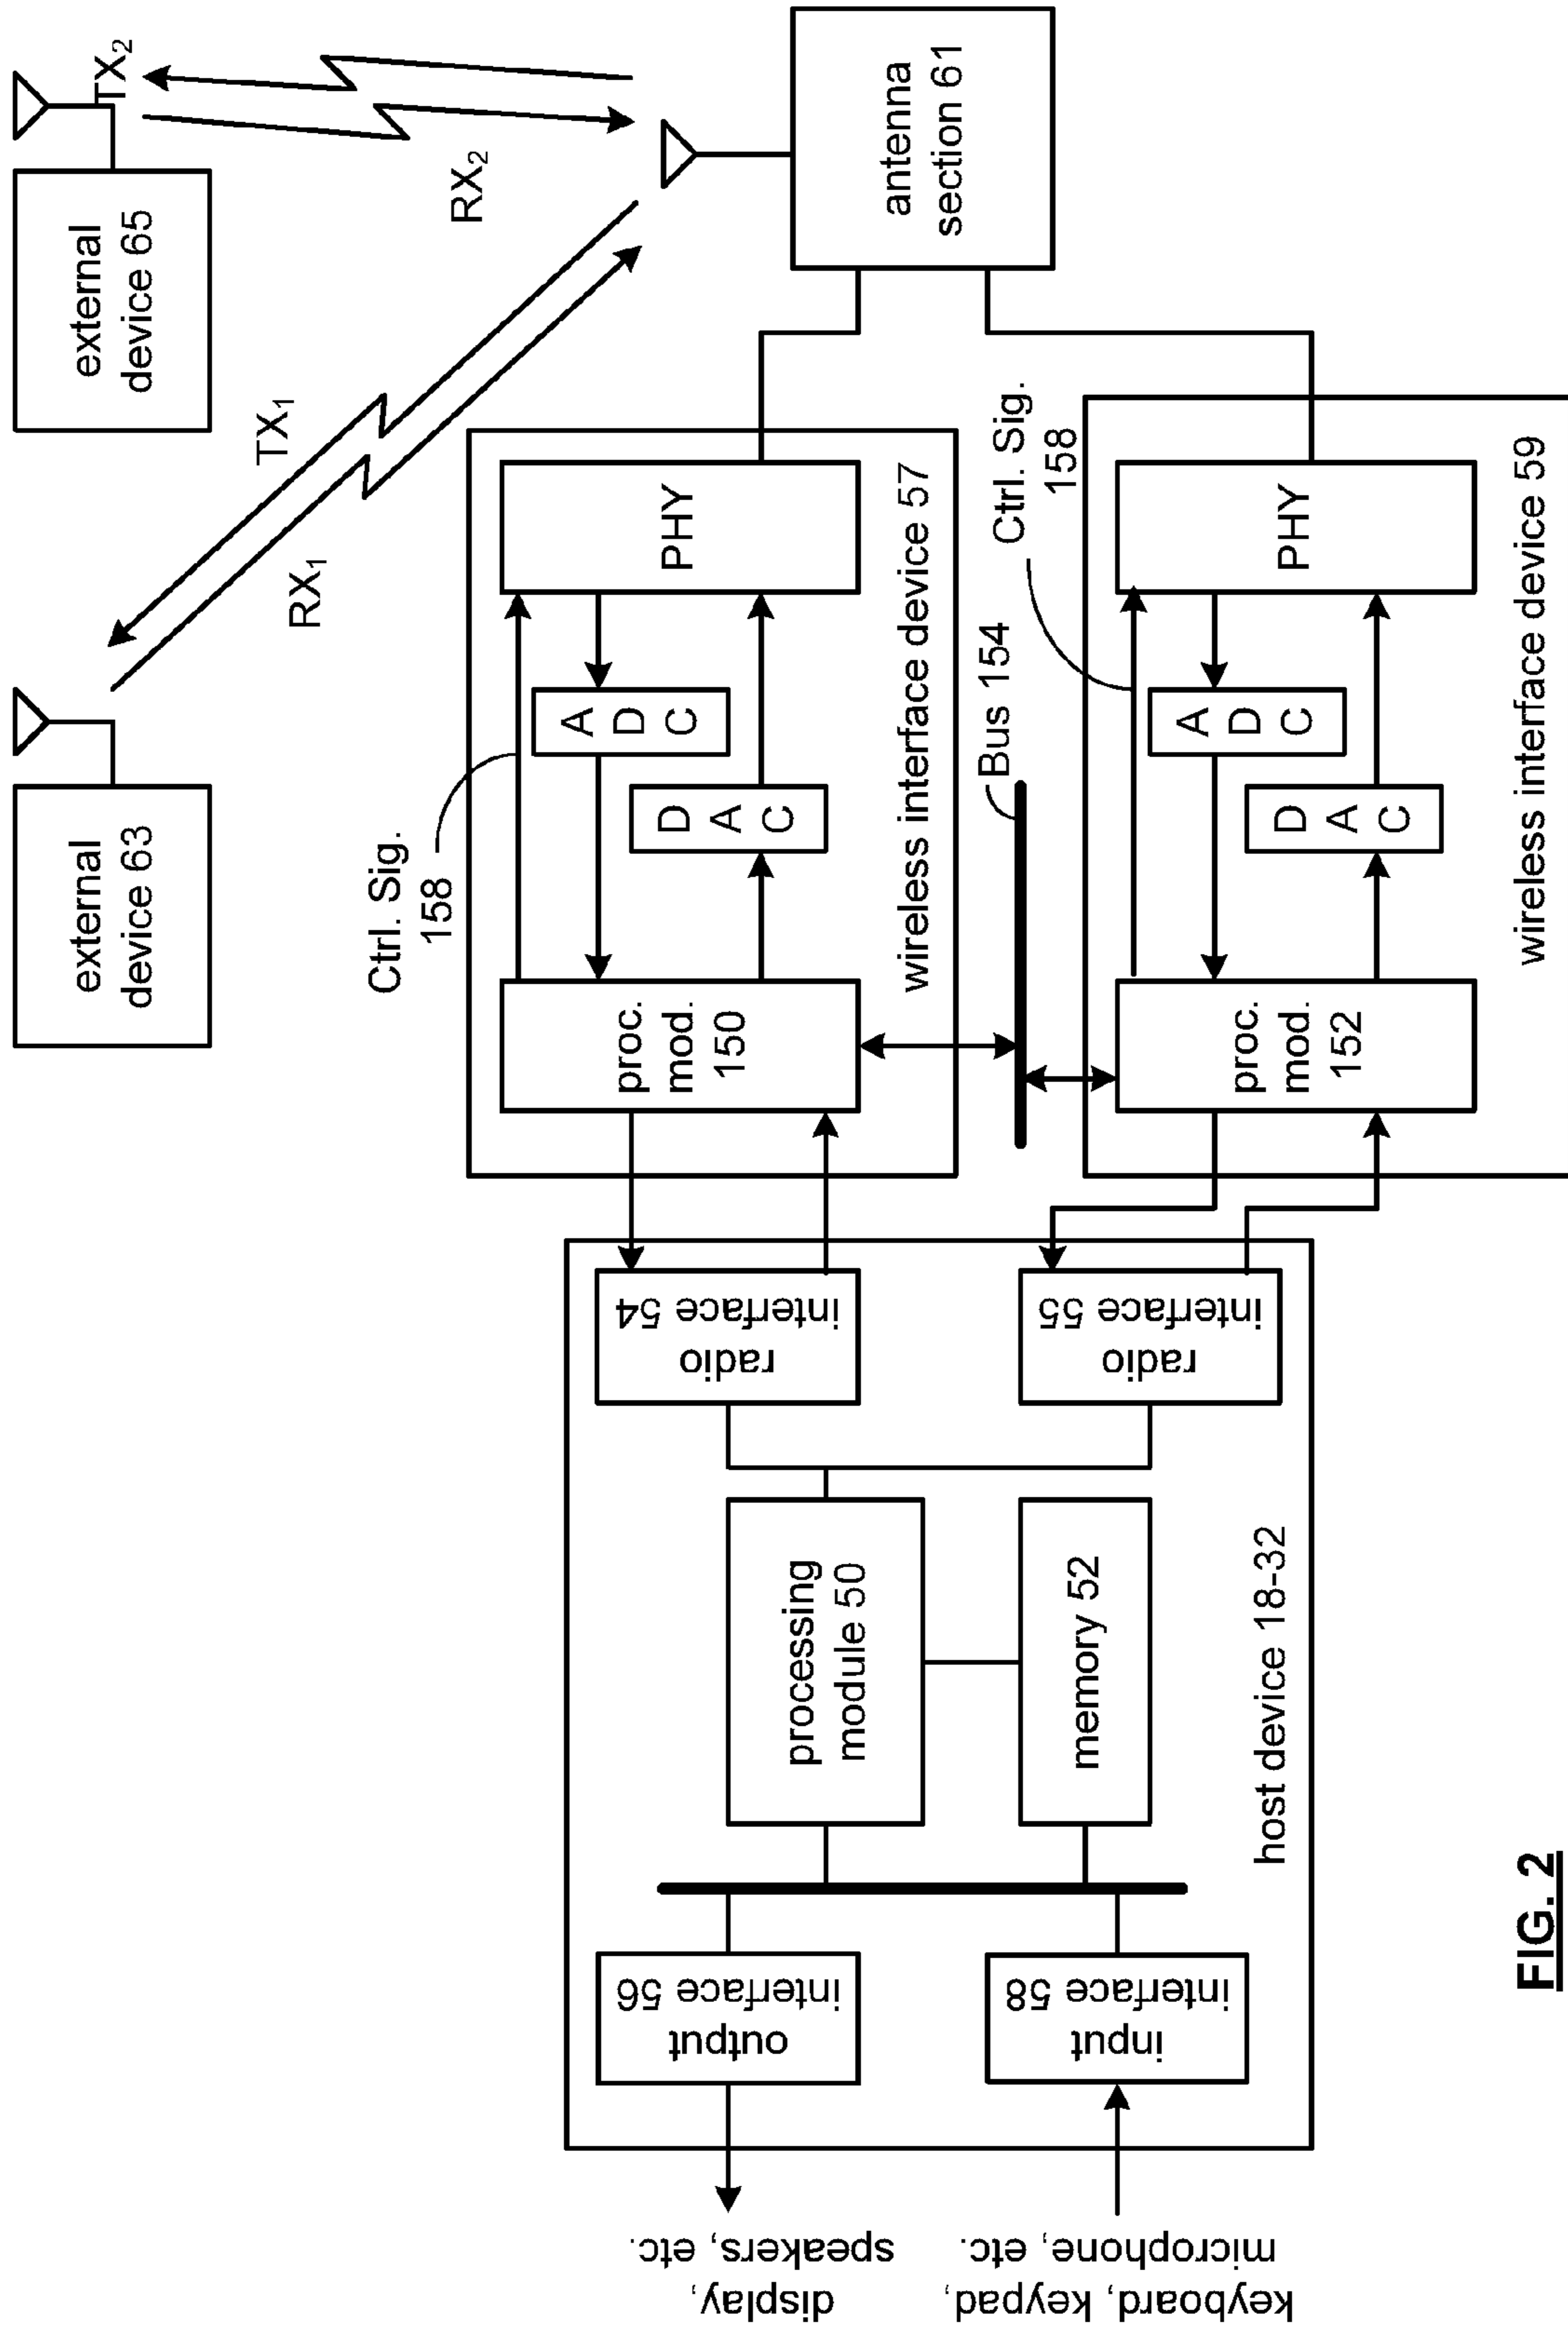 external
device 63
external
device 65
TX2
RX2
TX1
RX1
antenna
section 61
Ctrl. Sig.
158
proc.
mod.
150
A
D
C
D
A
C
PHY
wireless interface device 57
Bus 154
Ctrl. Sig.
158
proc.
mod.
152
A
D
C
D
A
C
PHY
wireless interface device 59
radio
interface 54
radio
interface 55
processing
module 50
memory 52
output
interface 56
input
interface 58
host device 18-32
display,
speakers, etc.
keyboard, keypad,
microphone, etc.
FIG. 2